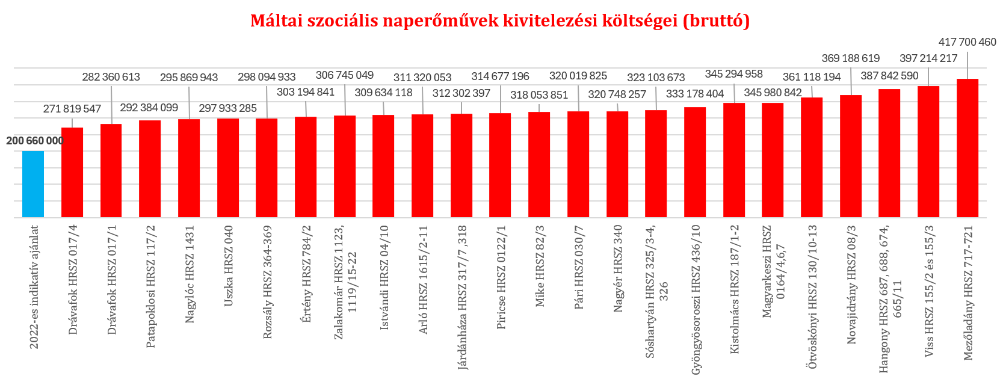 Máltai szociális naperőművek kivitelezési költségei (bruttó)
200 660 000
271 819 547
282 360 613
292 384 099
295 869 943
297 933 285
298 094 933
303 194 841
306 745 049
309 634 118
311 320 053
312 302 397
314 677 196
318 053 851
320 019 825
320 748 257
323 103 673
333 178 404
345 294 958
345 980 842
361 118 194
369 188 619
387 842 590
397 214 217
417 700 460
2022-es indikatív ajánlat
Drávafok HRSZ 017/4
Drávafok HRSZ 017/1
Patapoklosi HRSZ 117/2
Nagylóc HRSZ 1431
Uszka HRSZ 040
Rozsály HRSZ 364-369
Értény HRSZ 784/2
Zalakomár HRSZ 1123,
1119/15-22
Istvándi HRSZ 04/10
Arló HRSZ 1615/2-11
Járdánháza HRSZ 317/7 ,318
Piricse HRSZ 0122/1
Mike HRSZ 82/3
Pári HRSZ 030/7
Nagyér HRSZ 340
Sóshartyán HRSZ 325/3-4,
326
Gyöngyösoroszi HRSZ 436/10
Kistolmács HRSZ 187/1-2
Magyarkeszi HRSZ
0164/4,6,7
Ötvöskónyi HRSZ 130/10-13
Novajidrány HRSZ 08/3
Hangony HRSZ 687, 688, 674,
665/11
Viss HRSZ 155/2 és 155/3
Mezőladány HRSZ 717-721